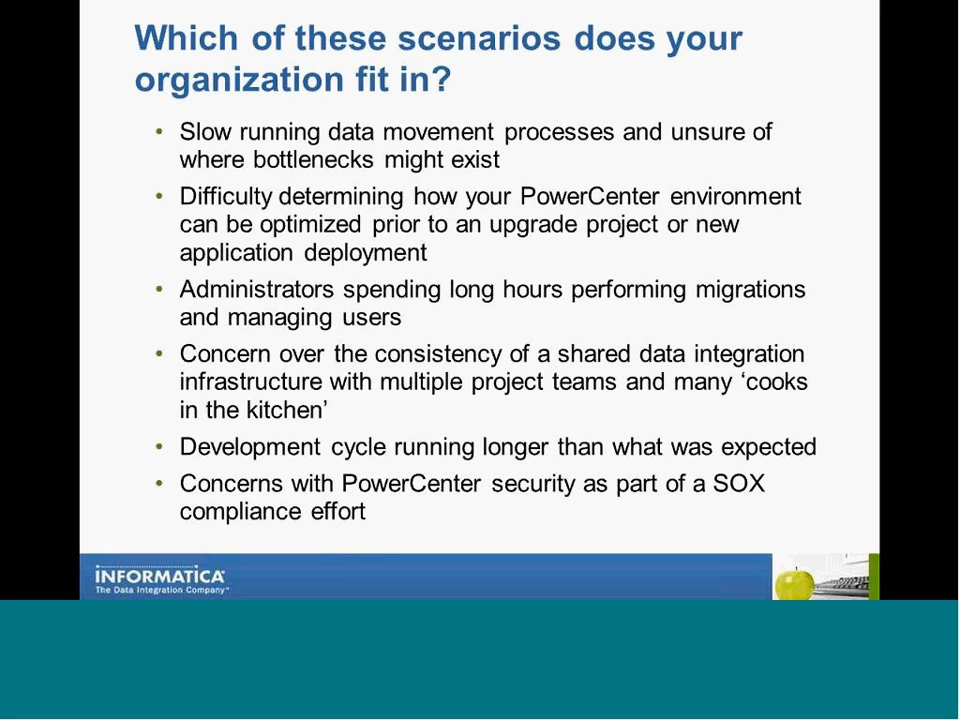 Which of these scenarios does your
organization fit in?
• Slow running data movement processes and unsure of
where bottlenecks might exist
• Difficulty determining how your PowerCenter environment
can be optimized prior to an upgrade project or new
application deployment
• Administrators spending long hours performing migrations
and managing users
• Concern over the consistency of a shared data integration
infrastructure with multiple project teams and many ‘cooks
in the kitchen’
• Development cycle running longer than what was expected
• Concerns with PowerCenter security as part of a SOX
compliance effort
INFORMATICA
The Data Integration Company™